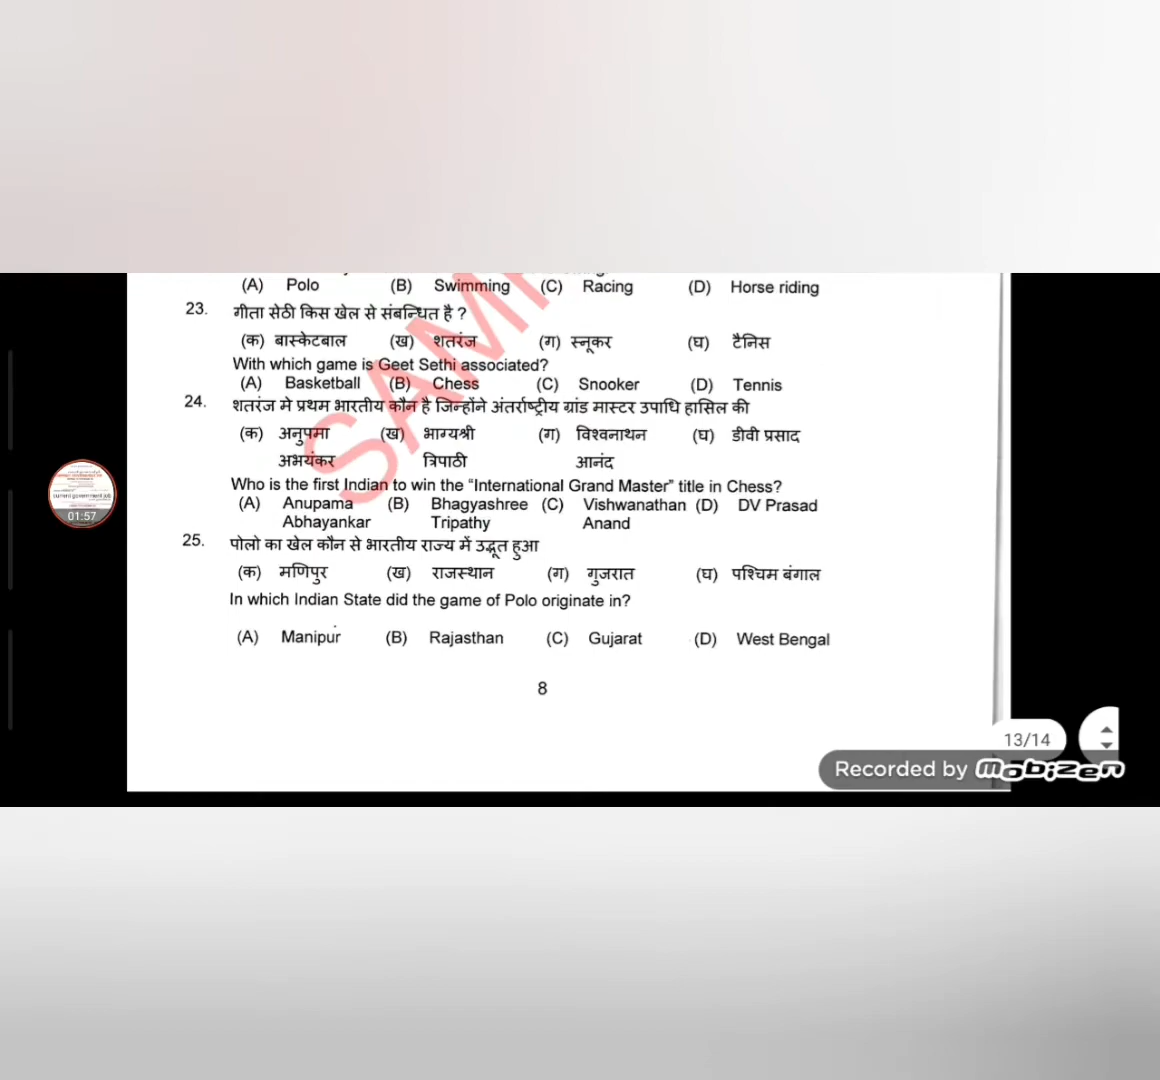 (A) Polo (B) Swimming (C) Racing (D) Horse riding
23. गीता सेठी किस खेल से संबन्धित है ?
(क) बास्केटबाल (ख) शतरंज (ग) स्नूकर (घ) टैनिस
With which game is Geet Sethi associated?
(A) Basketball (B) Chess (C) Snooker (D) Tennis
24. शतरंज मे प्रथम भारतीय कौन है जिन्होंने अंतर्राष्ट्रीय ग्रांड मास्टर उपाधि हासिल की
(क) अनुपमा (ख) भाग्यश्री (ग) विश्वनाथन (घ) डीवी प्रसाद
अभयंकर त्रिपाठी आनंद
Who is the first Indian to win the “International Grand Master” title in Chess?
(A) Anupama (B) Bhagyashree (C) Vishwanathan (D) DV Prasad
Abhayankar Tripathy Anand
25. पोलो का खेल कौन से भारतीय राज्य में उद्भूत हुआ
(क) मणिपुर (ख) राजस्थान (ग) गुजरात (घ) पश्चिम बंगाल
In which Indian State did the game of Polo originate in?
(A) Manipur (B) Rajasthan (C) Gujarat (D) West Bengal
8
13/14
Recorded by Mobizen
01:57